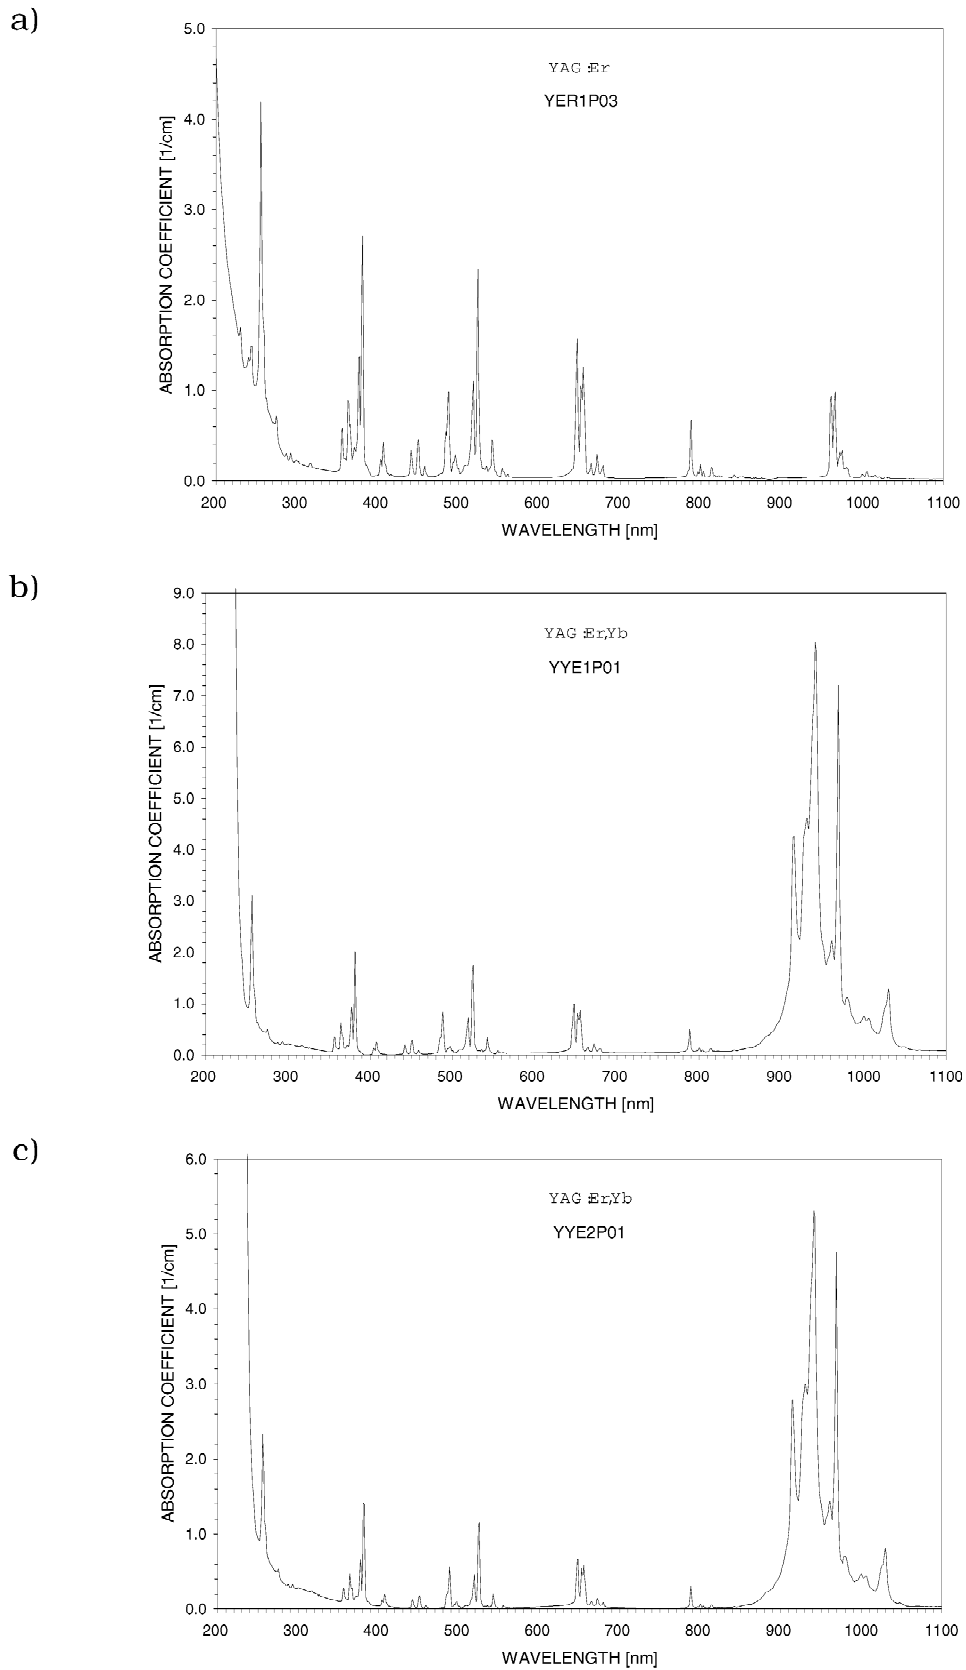 a)
YAG :Er
YER1P03
ABSORPTION COEFFICIENT [1/cm]
5.0
4.0
3.0
2.0
1.0
0.0
200 300 400 500 600 700 800 900 1000 1100
WAVELENGTH [nm]
b)
YAG :Er,Yb
YYE1P01
ABSORPTION COEFFICIENT [1/cm]
9.0
8.0
7.0
6.0
5.0
4.0
3.0
2.0
1.0
0.0
200 300 400 500 600 700 800 900 1000 1100
WAVELENGTH [nm]
c)
YAG :Er,Yb
YYE2P01
ABSORPTION COEFFICIENT [1/cm]
6.0
5.0
4.0
3.0
2.0
1.0
0.0
200 300 400 500 600 700 800 900 1000 1100
WAVELENGTH [nm]